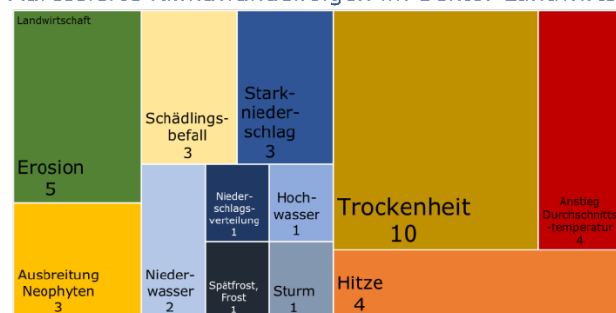 Landwirtschaft
Erosion
5
Ausbreitung
Neophyten
3
Schädlings-
befall
3
Stark-
nieder-
schlag
3
Nieder-
wasser
2
Nieder-
schlags-
verteilung
1
Hoch-
wasser
1
Spätfrost,
Frost
1
Sturm
1
Trockenheit
10
Anstieg
Durchschnitts
-temperatur
4
Hitze
4